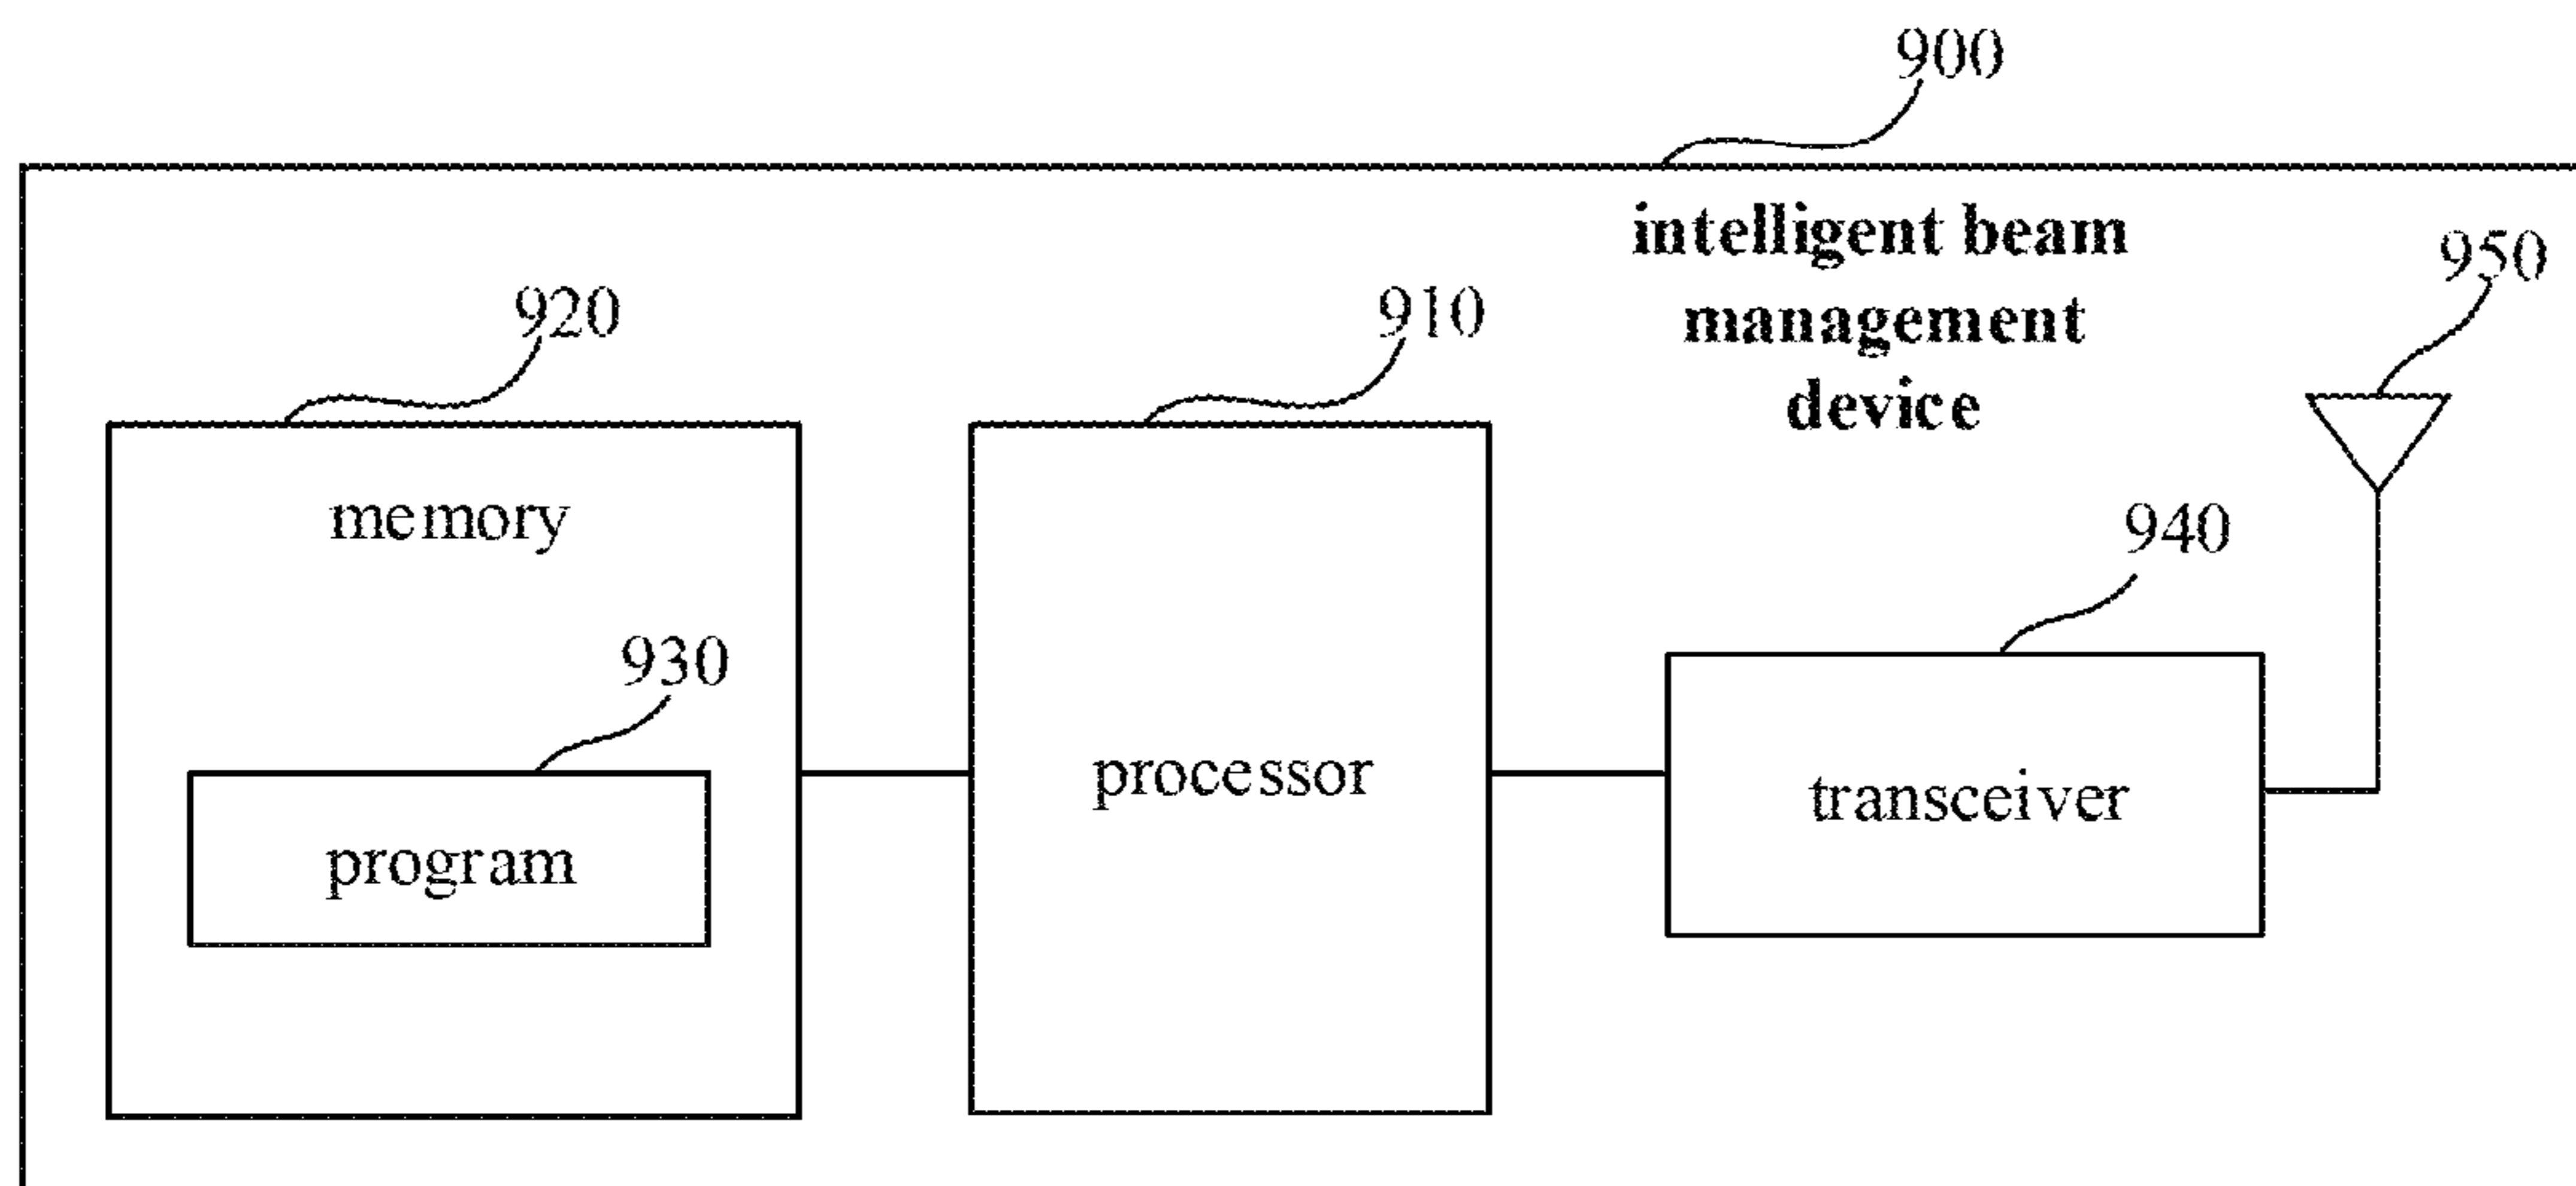 900
intelligent beam
management
device
950
920
910
memory
940
930
processor
transceiver
program